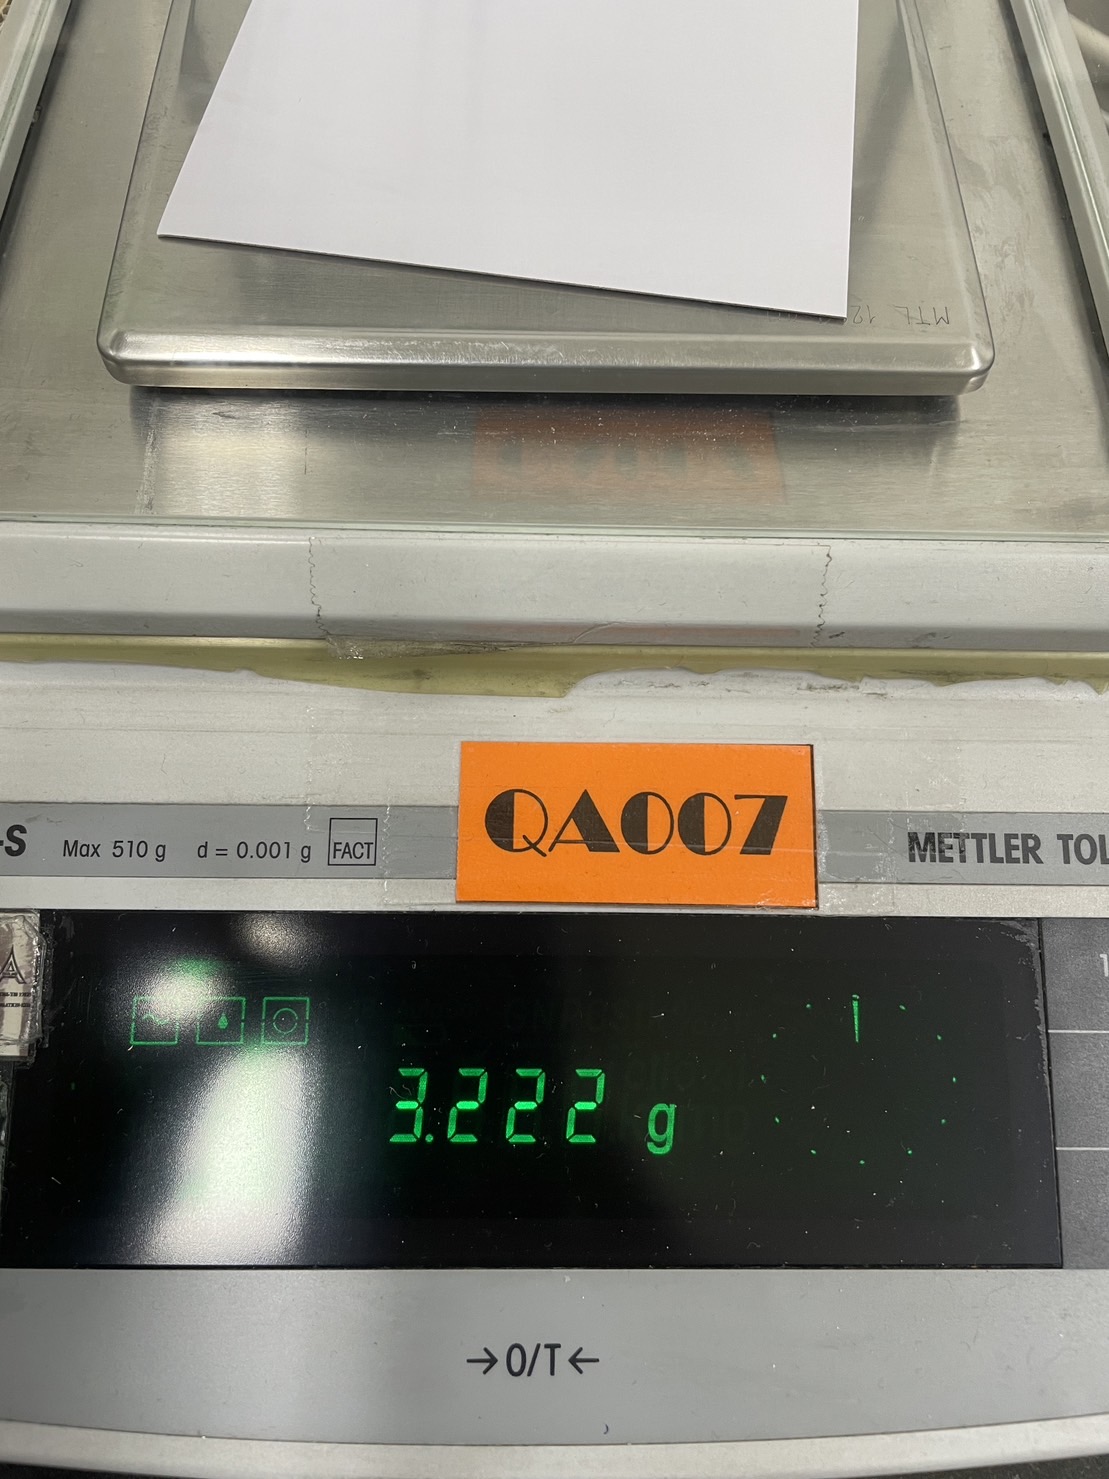 MTL 12
QA007
-S Max 510 g d = 0.001 g FACT
METTLER TOL
3.222 g
→0/T←